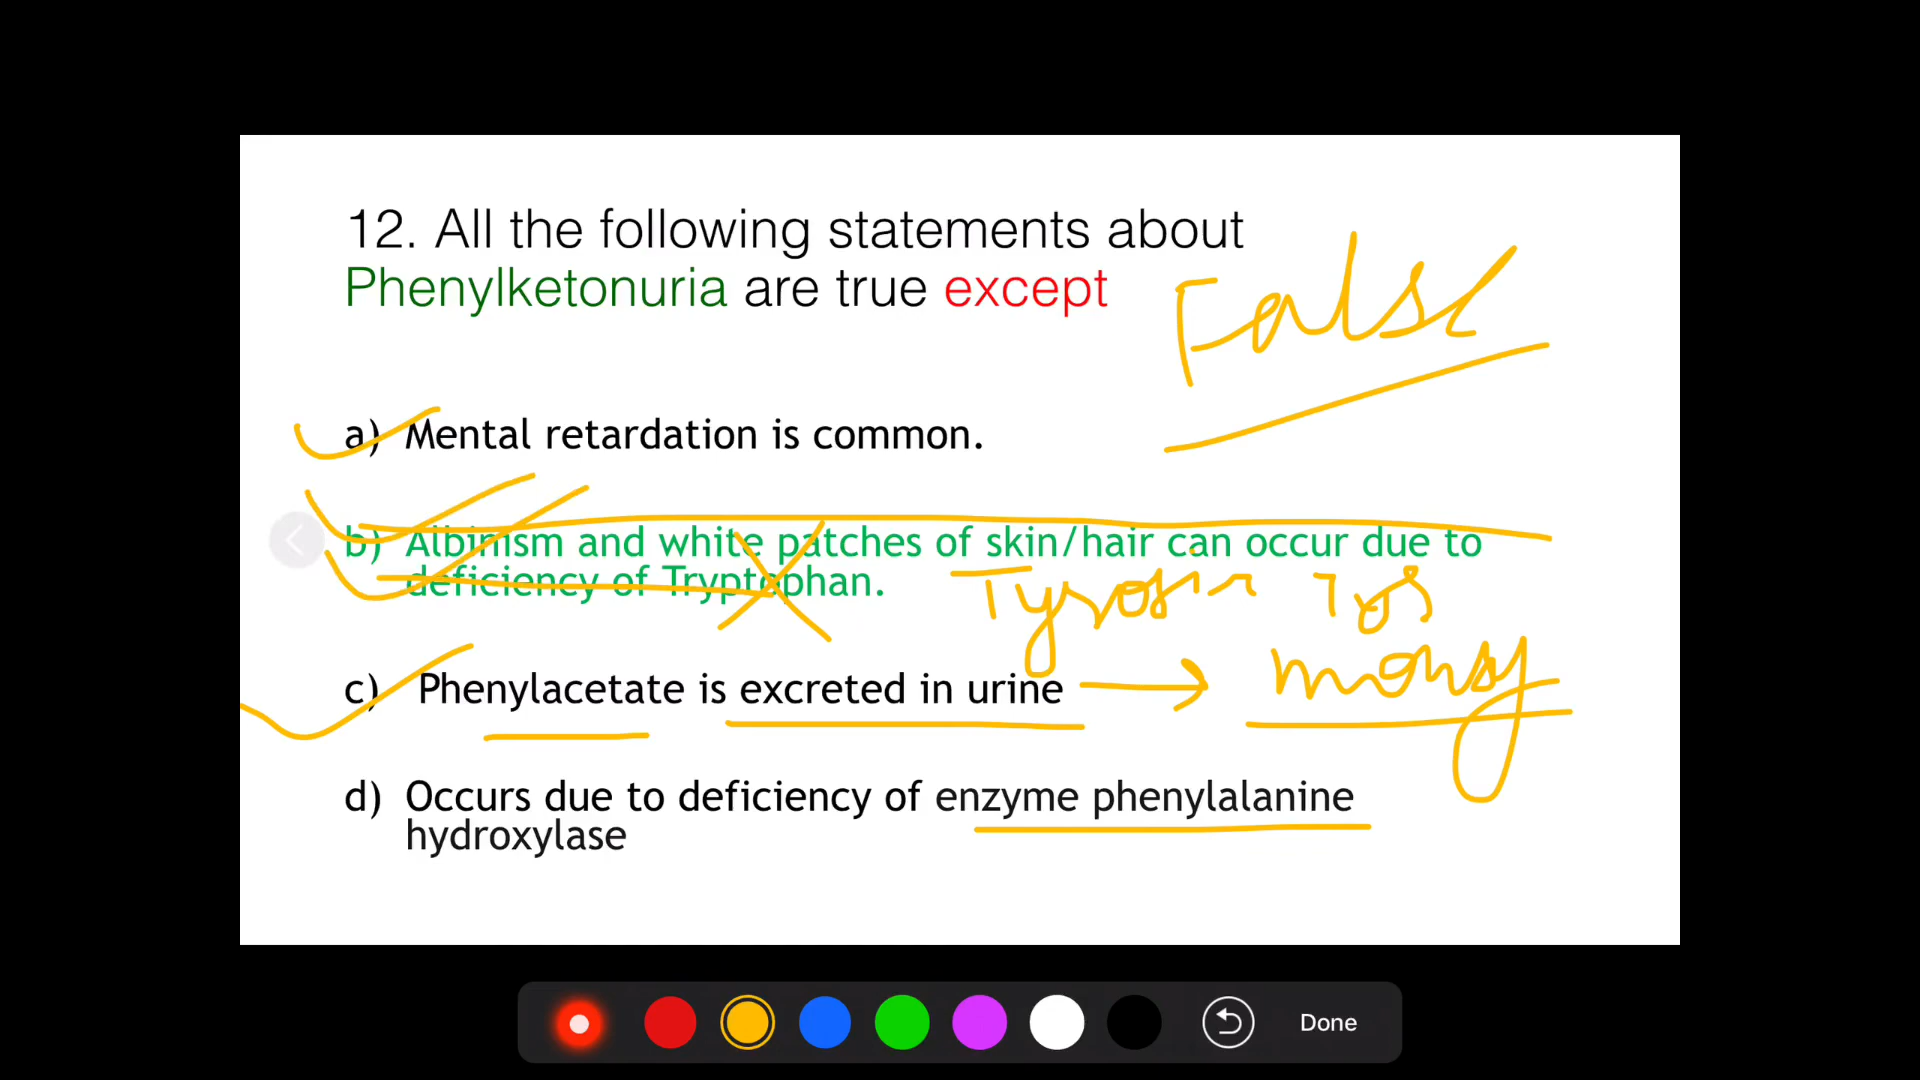 12. All the following statements about
Phenylketonuria are true except
False
a) Mental retardation is common.
b) Albinism and white patches of skin/hair can occur due to
deficiency of Tryptophan.
Tyrosin Tyr
c) Phenylacetate is excreted in urine
d) Occurs due to deficiency of enzyme phenylalanine
hydroxylase
Done